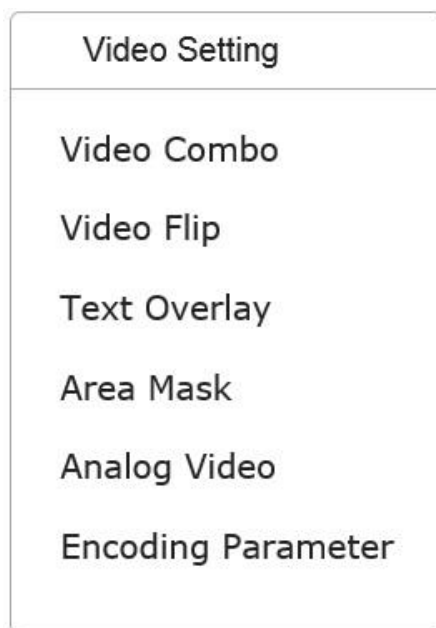 Video Setting
Video Combo
Video Flip
Text Overlay
Area Mask
Analog Video
Encoding Parameter